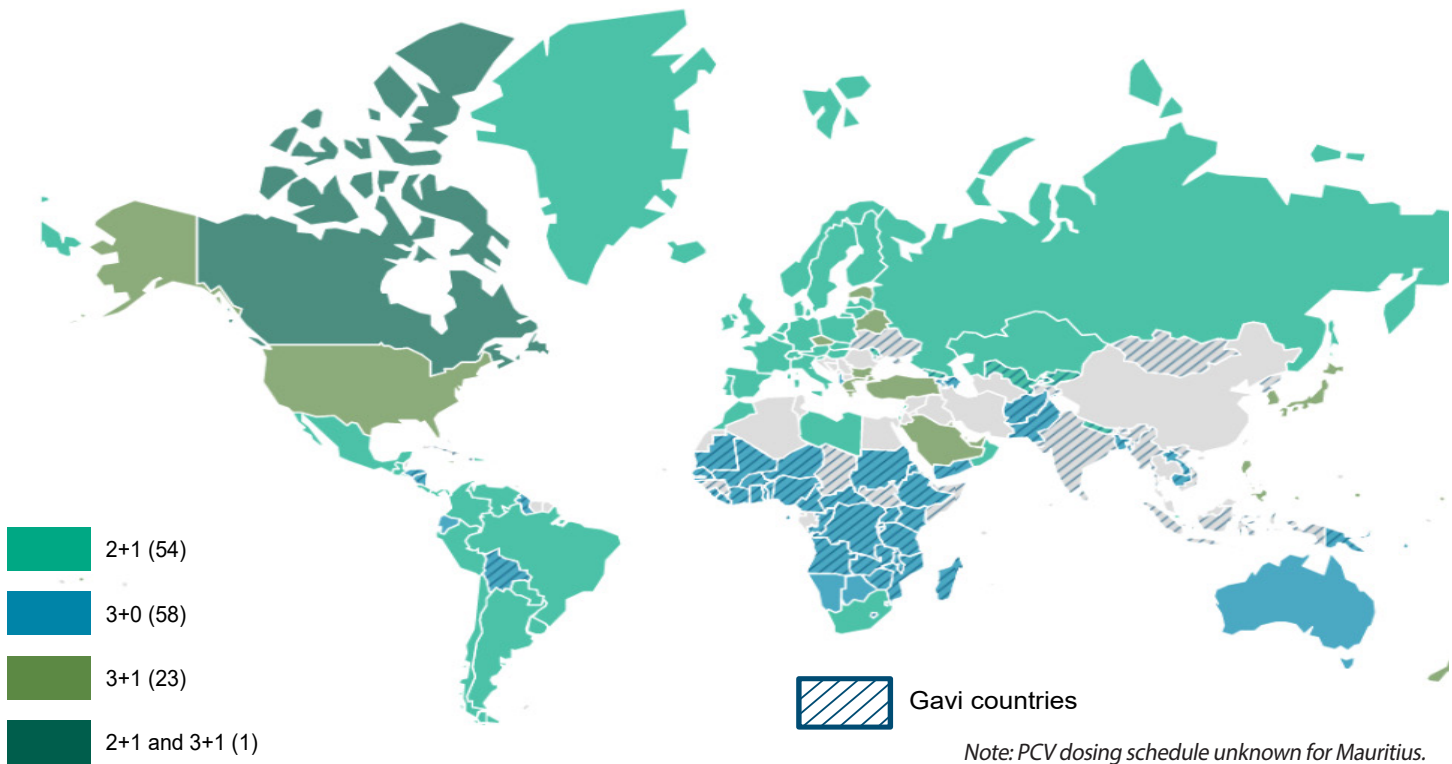 2+1 (54)
3+0 (58)
3+1 (23)
2+1 and 3+1 (1)
Gavi countries
Note: PCV dosing schedule unknown for Mauritius.